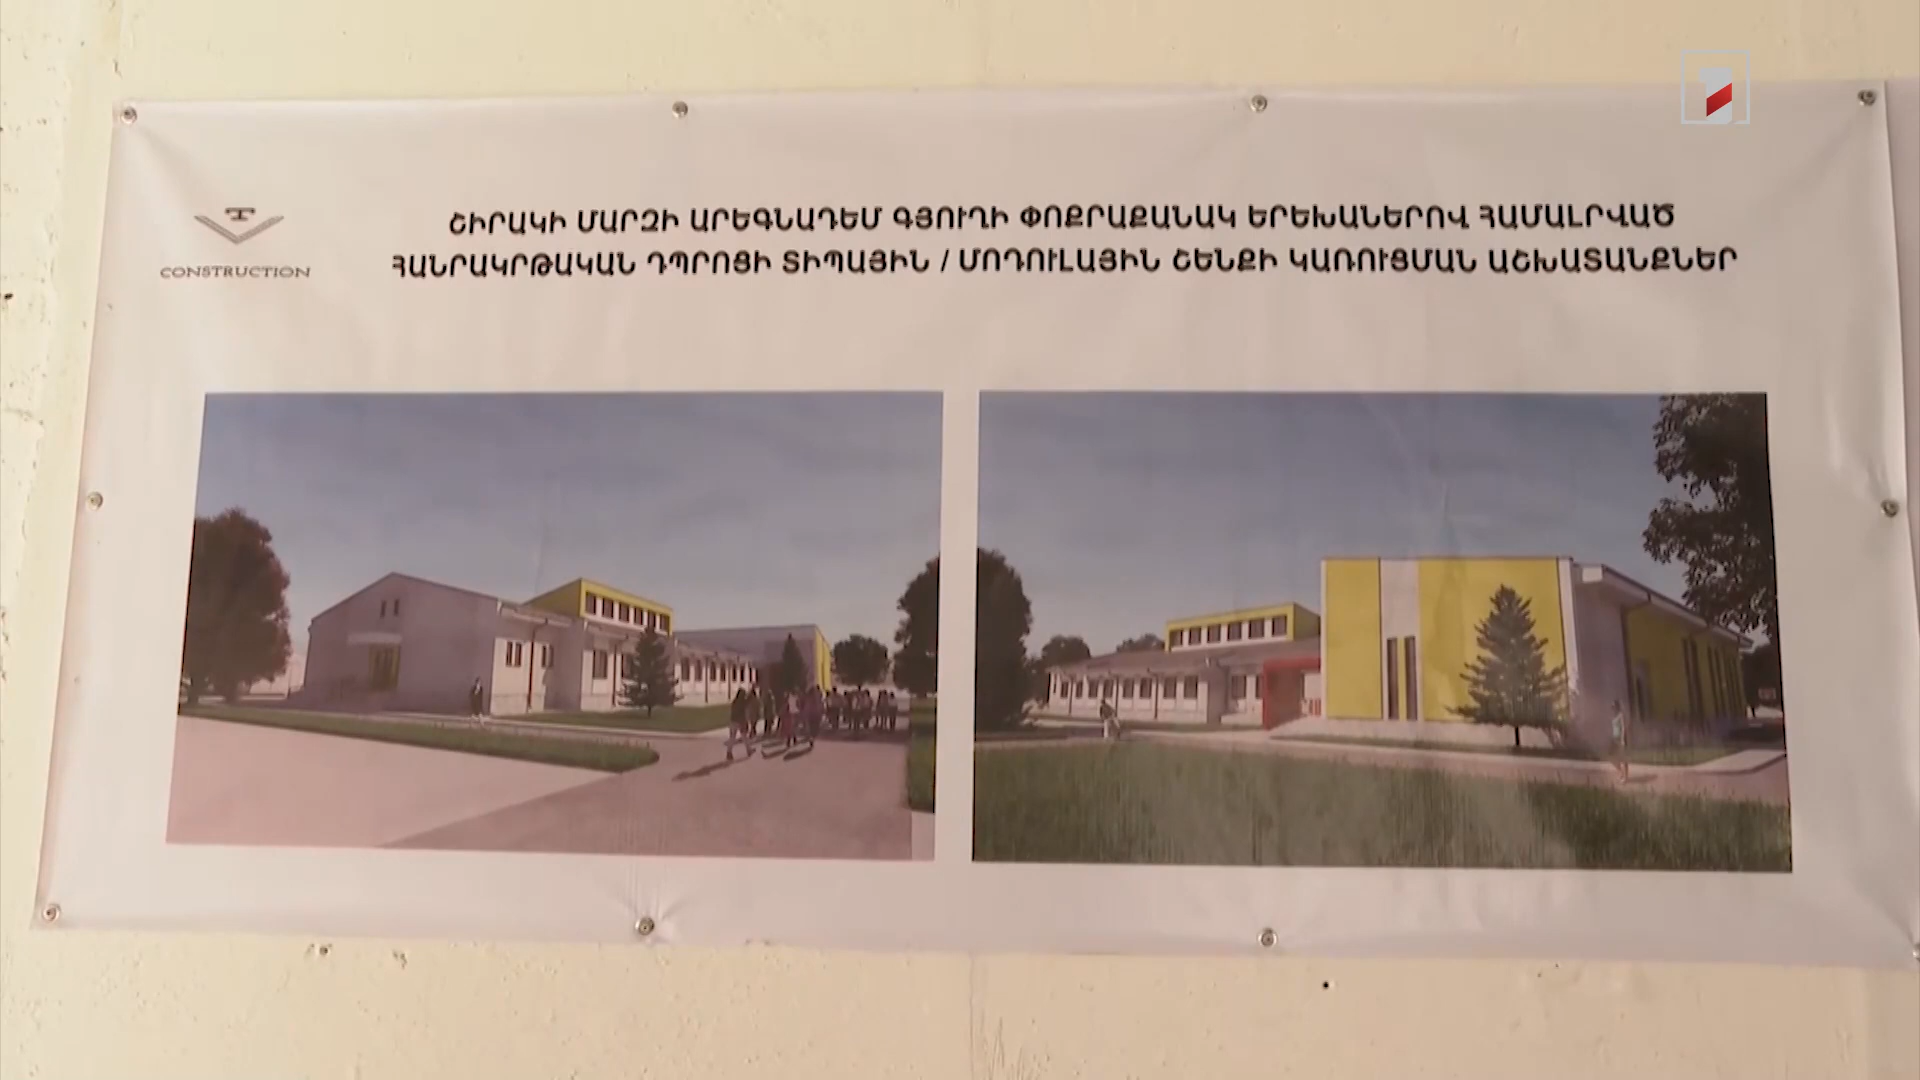 ՇԻՐԱԿԻ ՄԱՐԶԻ ԱՐԵԳՆԱԴԵՄ ԳՅՈՒՂԻ ՓՈՔՐԱՔԱՆԱԿ ԵՐԵԽԱՆԵՐՈՎ ՀԱՄԱԼՐՎԱԾ
ՀԱՆՐԱԿՐԹԱԿԱՆ ԴՊՐՈՑԻ ՏԻՊԱՅԻՆ / ՄՈԴՈՒԼԱՅԻՆ ՇԵՆՔԻ ԿԱՌՈՒՑՄԱՆ ԱՇԽԱՏԱՆՔՆԵՐ
CONSTRUCTION